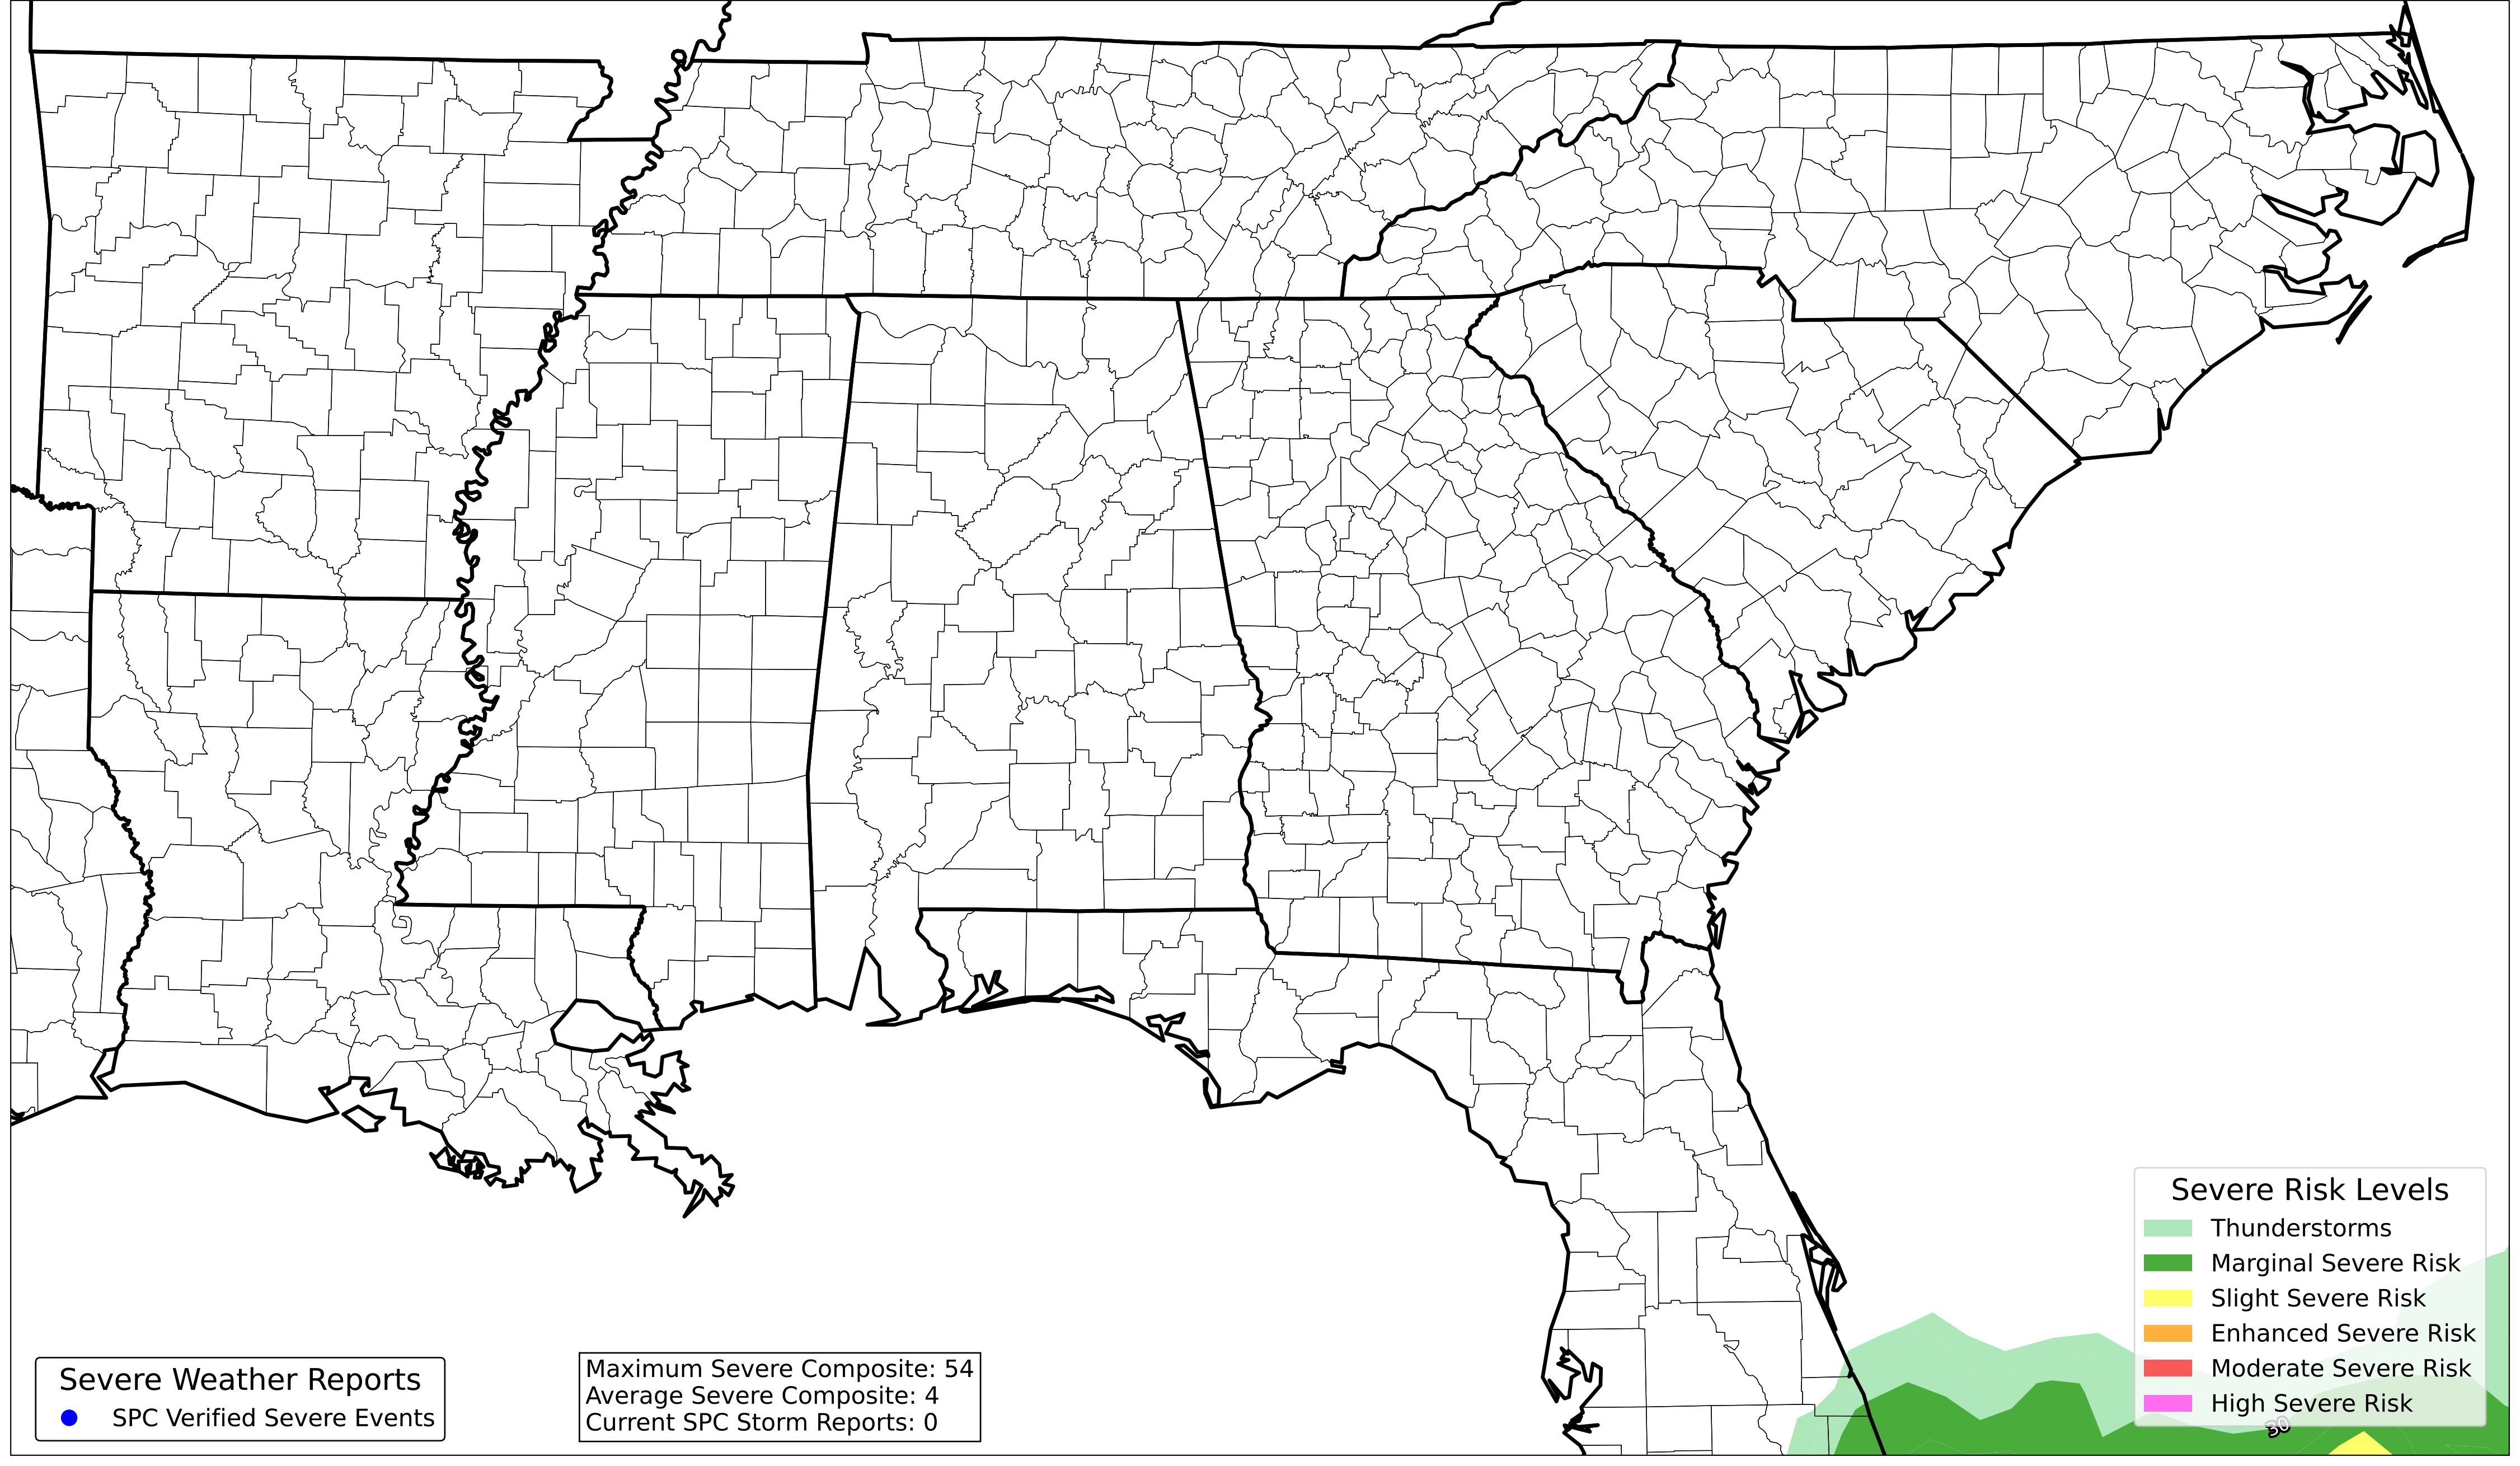 Severe Risk Levels
Thunderstorms
Marginal Severe Risk
Slight Severe Risk
Enhanced Severe Risk
Moderate Severe Risk
High Severe Risk
30
Severe Weather Reports
SPC Verified Severe Events
Maximum Severe Composite: 54
Average Severe Composite: 4
Current SPC Storm Reports: 0